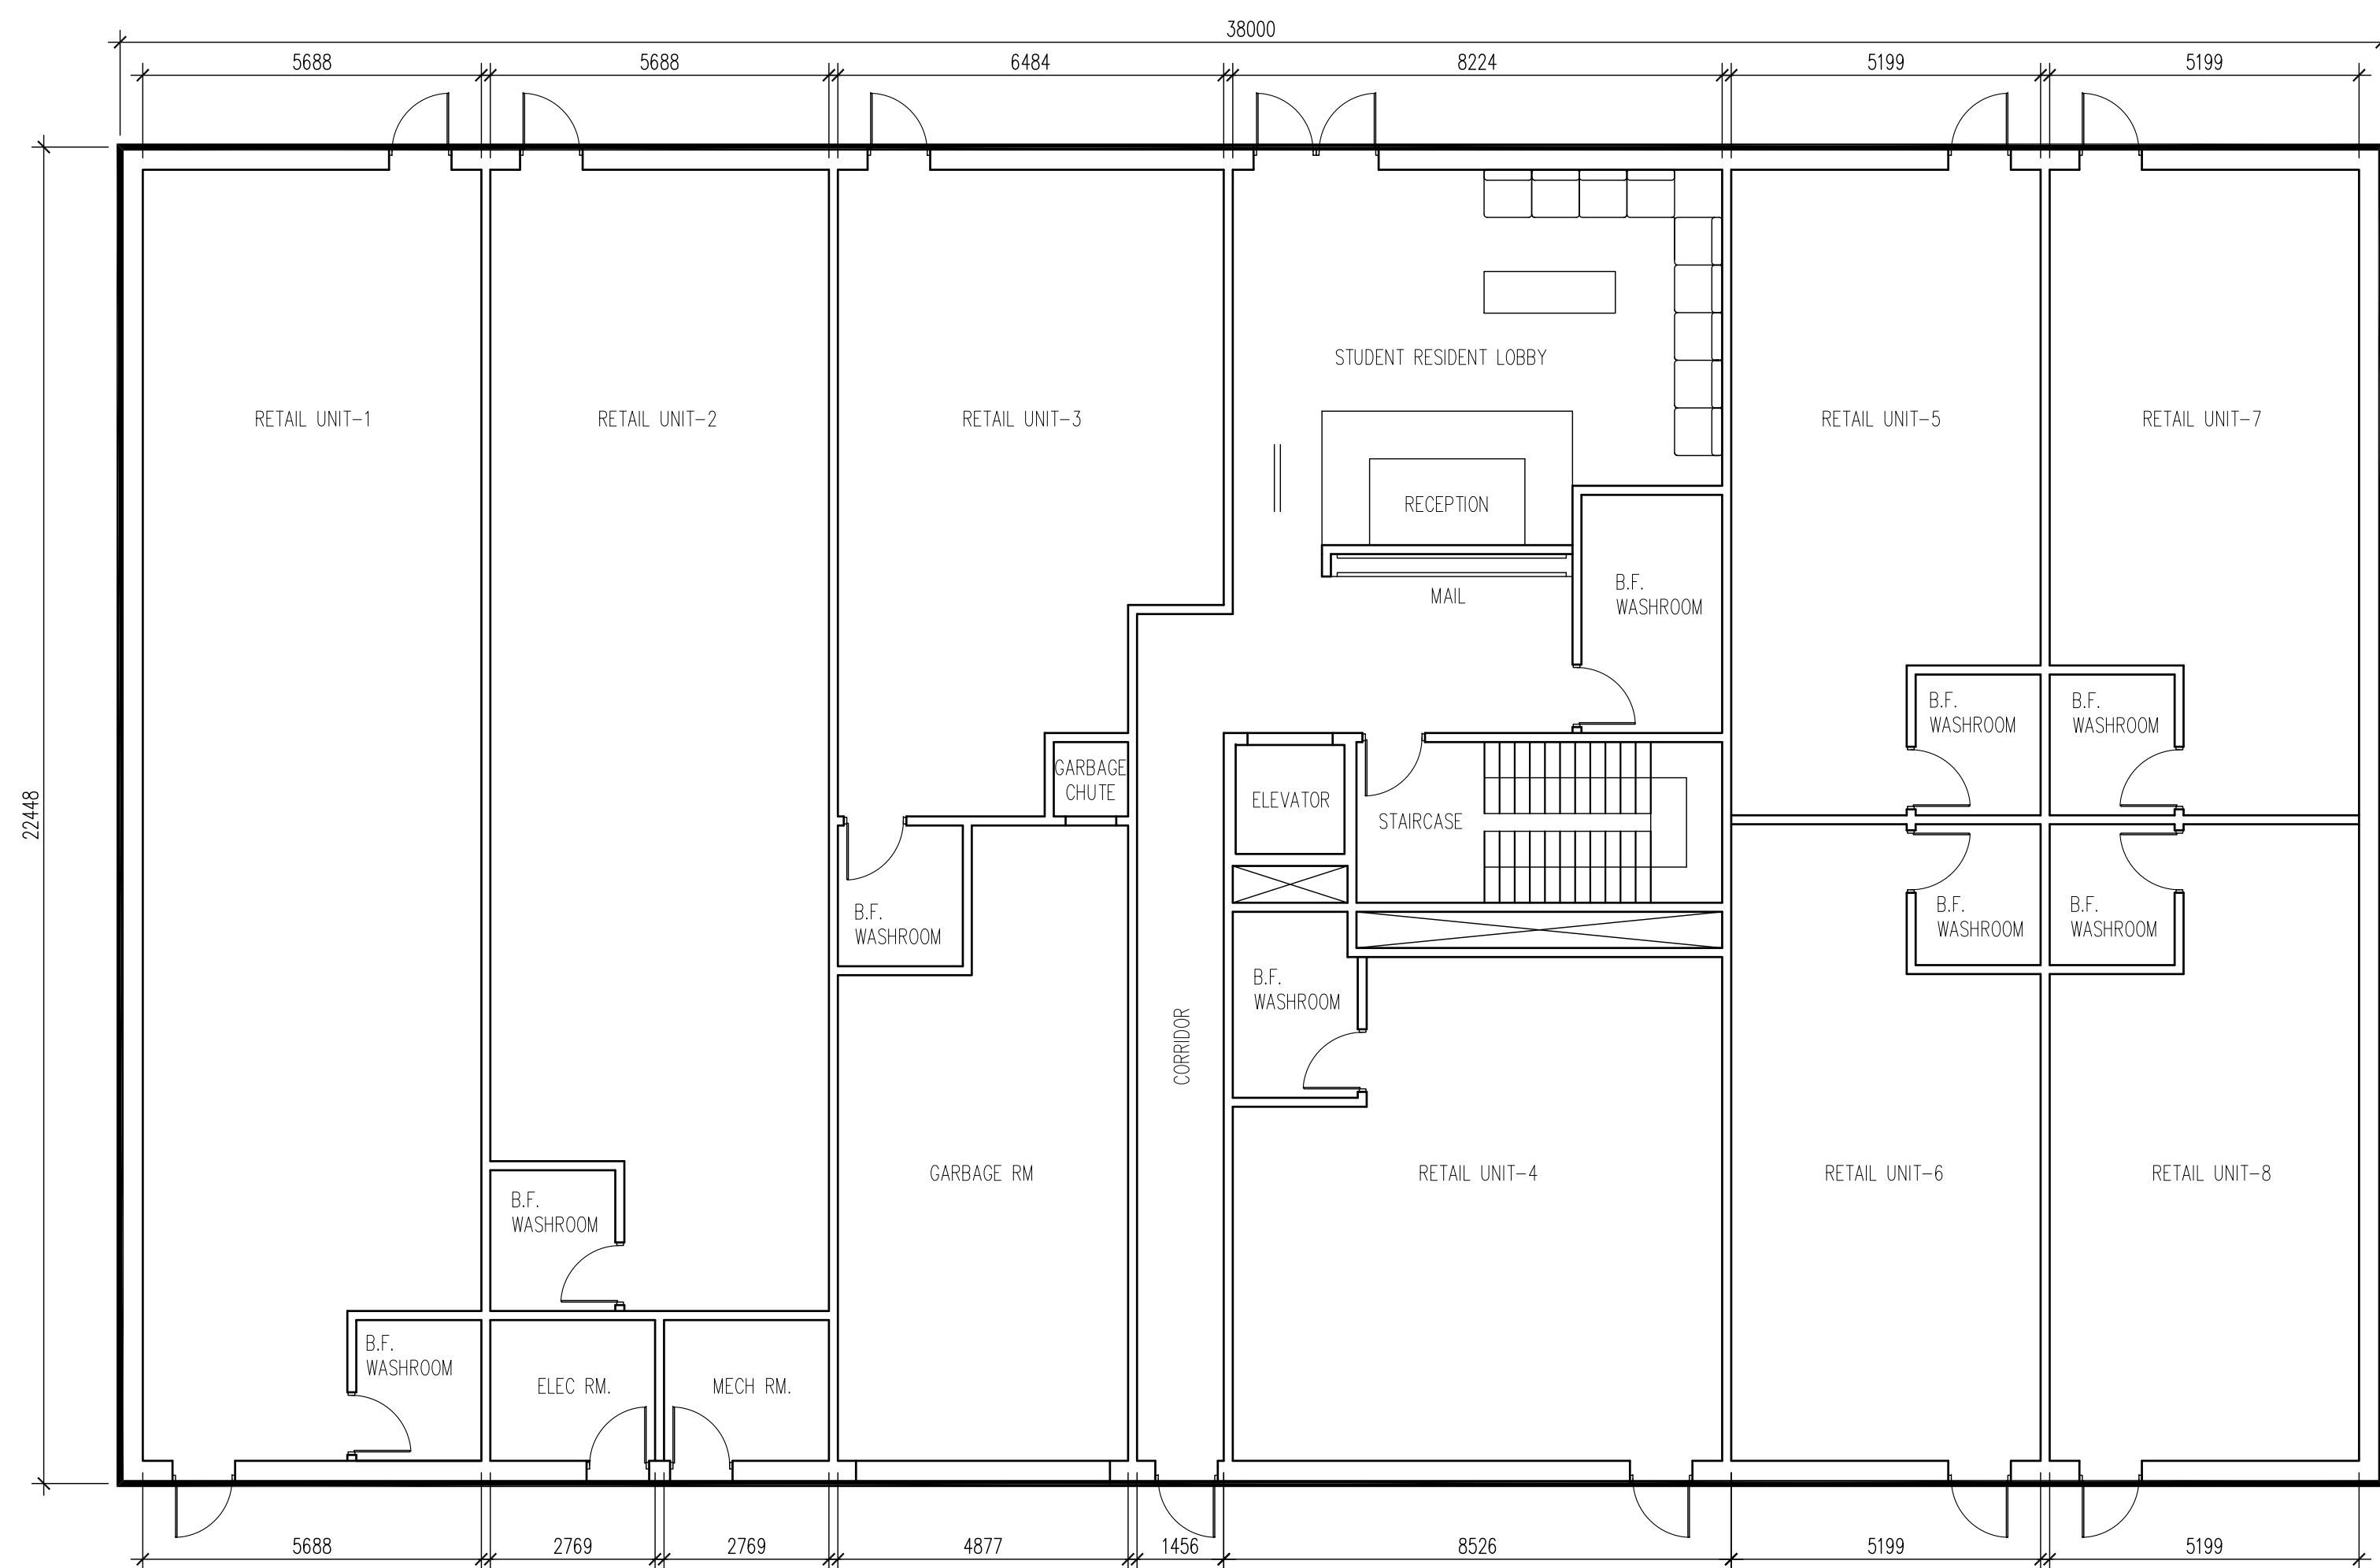 38000
5688
5688
6484
8224
5199
5199
STUDENT RESIDENT LOBBY
RETAIL UNIT-1
RETAIL UNIT-2
RETAIL UNIT-3
RETAIL UNIT-5
RETAIL UNIT-7
RECEPTION
MAIL
B.F.
WASHROOM
B.F.
WASHROOM
B.F.
WASHROOM
GARBAGE
CHUTE
ELEVATOR
STAIRCASE
22448
B.F.
WASHROOM
B.F.
WASHROOM
B.F.
WASHROOM
B.F.
WASHROOM
CORRIDOR
GARBAGE RM
RETAIL UNIT-4
RETAIL UNIT-6
RETAIL UNIT-8
B.F.
WASHROOM
B.F.
WASHROOM
ELEC RM.
MECH RM.
5688
2769
2769
4877
1456
8526
5199
5199